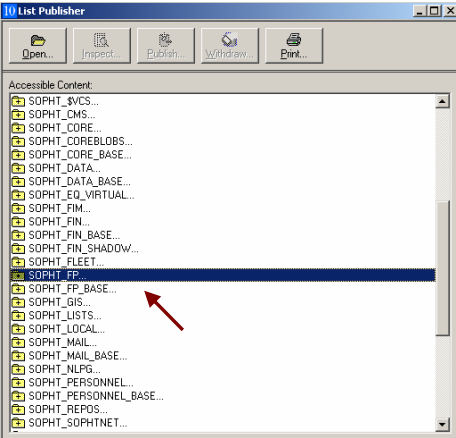 10 List Publisher
Open... Inspect... Publish... Withdraw... Print...
Accessible Content:
SOPHT_$VCS...
SOPHT_CMS...
SOPHT_CORE...
SOPHT_COREBLOBS...
SOPHT_CORE_BASE...
SOPHT_DATA...
SOPHT_DATA_BASE...
SOPHT_EQ_VIRTUAL...
SOPHT_FIM...
SOPHT_FIN...
SOPHT_FIN_BASE...
SOPHT_FIN_SHADOW...
SOPHT_FLEET...
SOPHT_FP...
SOPHT_FP_BASE...
SOPHT_GIS...
SOPHT_LISTS...
SOPHT_LOCAL...
SOPHT_MAIL...
SOPHT_MAIL_BASE...
SOPHT_NLPG...
SOPHT_PERSONNEL...
SOPHT_PERSONNEL_BASE...
SOPHT_REPOS...
SOPHT_SOPHTNET...